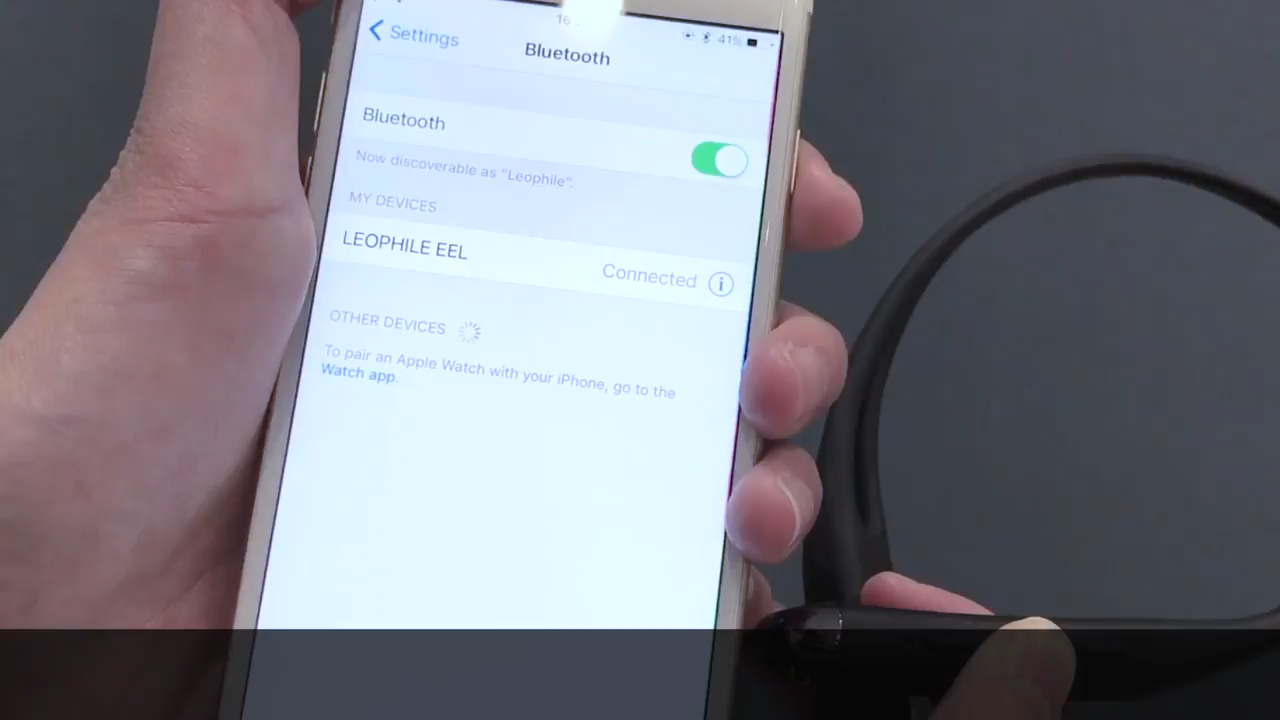 Settings
Bluetooth
41%
Bluetooth
Now discoverable as "Leophile".
MY DEVICES
LEOPHILE EEL
Connected
OTHER DEVICES
To pair an Apple Watch with your iPhone, go to the
Watch app.